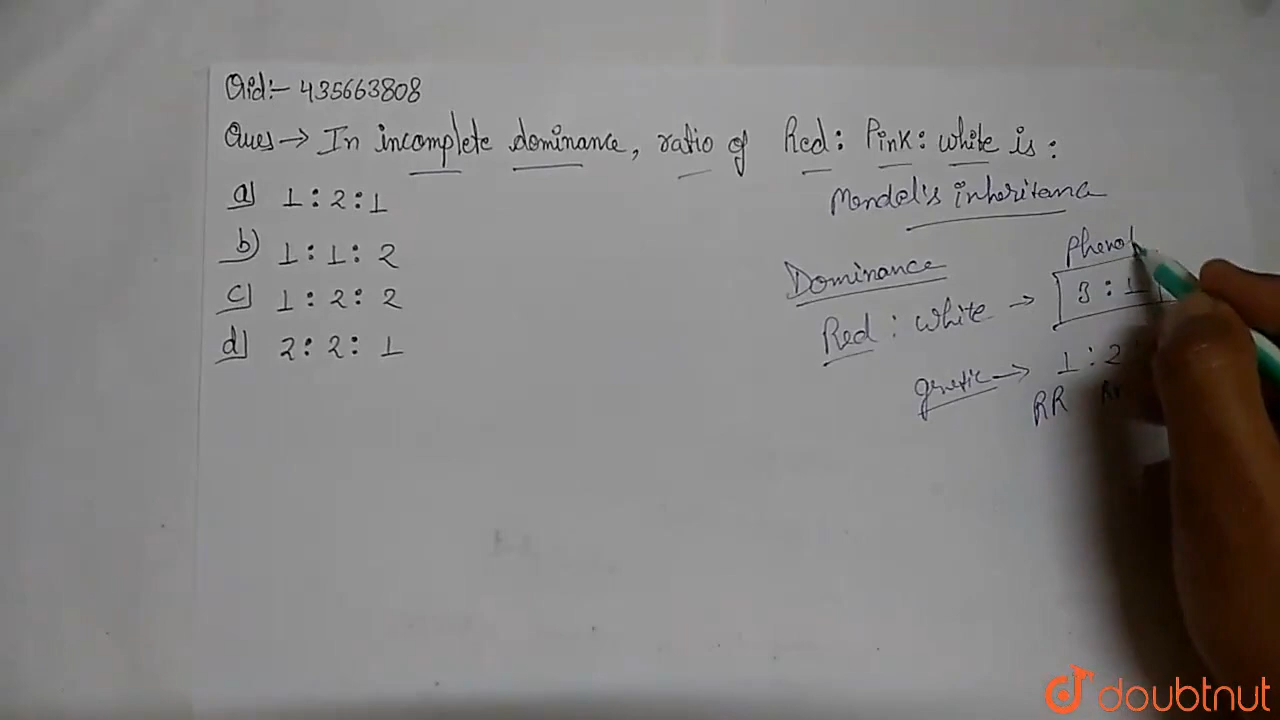 Qid:- 435663808
Ques → In incomplete dominance, ratio of Red : Pink : white is :
a) 1 : 2 : 1
b) 1 : 1 : 2
c) 1 : 2 : 2
d) 2 : 2 : 1
Mendel's inheritance
Dominance
Phenot
Red : white → 3 : 1
genetic → 1 : 2 :
RR
doubtnut